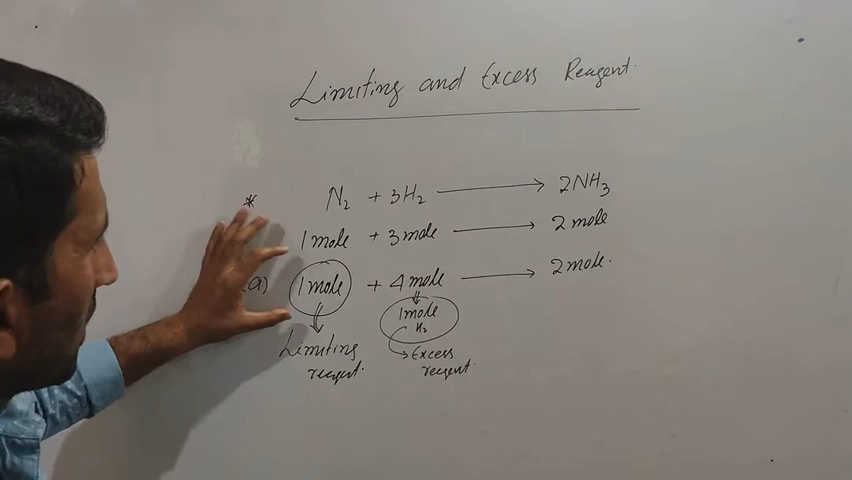 Limiting and Excess Reagent.
* N₂ + 3H₂ → 2NH₃
1 mole + 3 mole → 2 mole
(a) 1 mole + 4 mole → 2 mole.
1 mole
H₂
Limiting
reagent.
Excess
reagent.